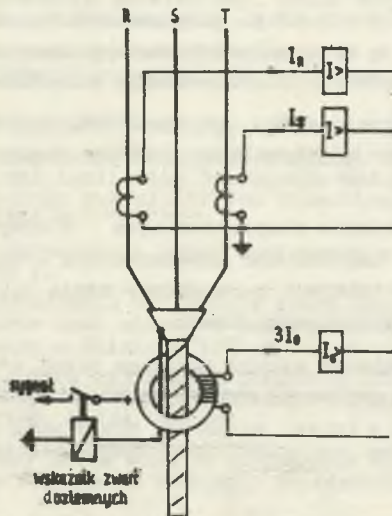 R S T
I_R
I>
I_T
I>
3I_0
I_0>
sygnał
wskaźnik zwarć
doziemnych